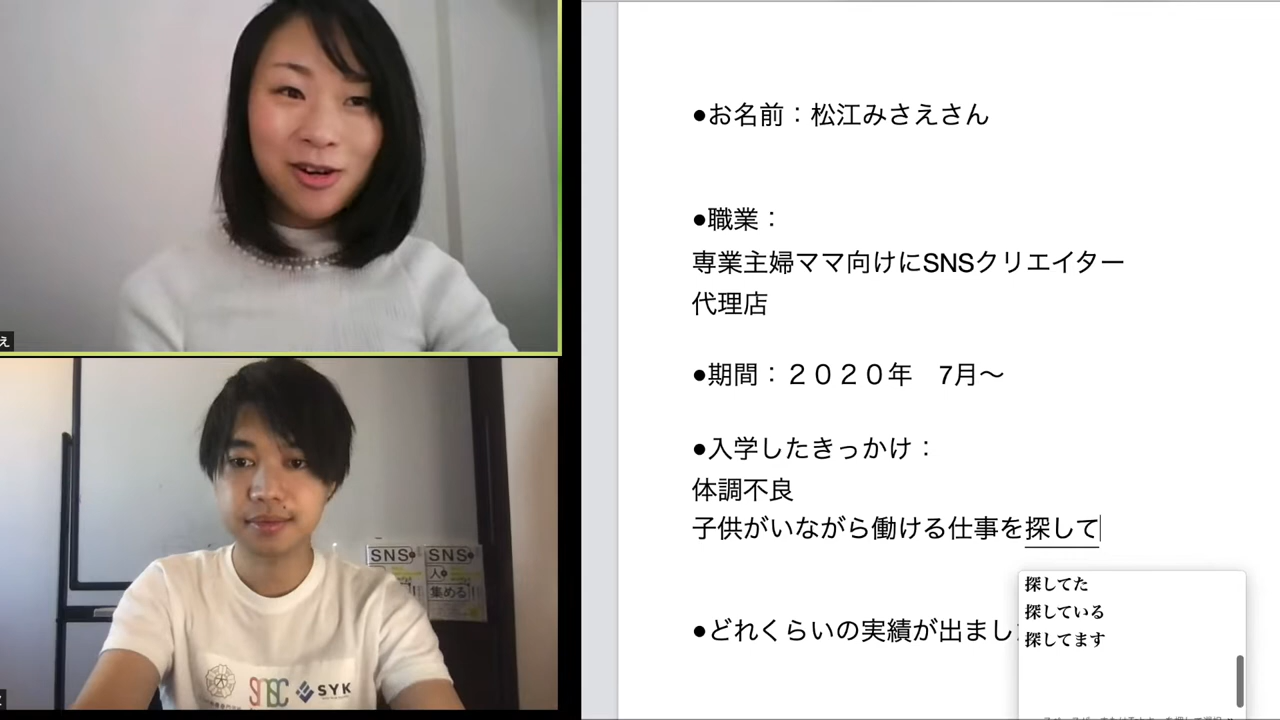 え
SNS
SNS
人
集める
SNSC
SYK
●お名前：松江みさえさん
●職業：
専業主婦ママ向けにSNSクリエイター
代理店
●期間：２０２０年　7月〜
●入学したきっかけ：
体調不良
子供がいながら働ける仕事を探して
探してた
探している
探してます
●どれくらいの実績が出まし